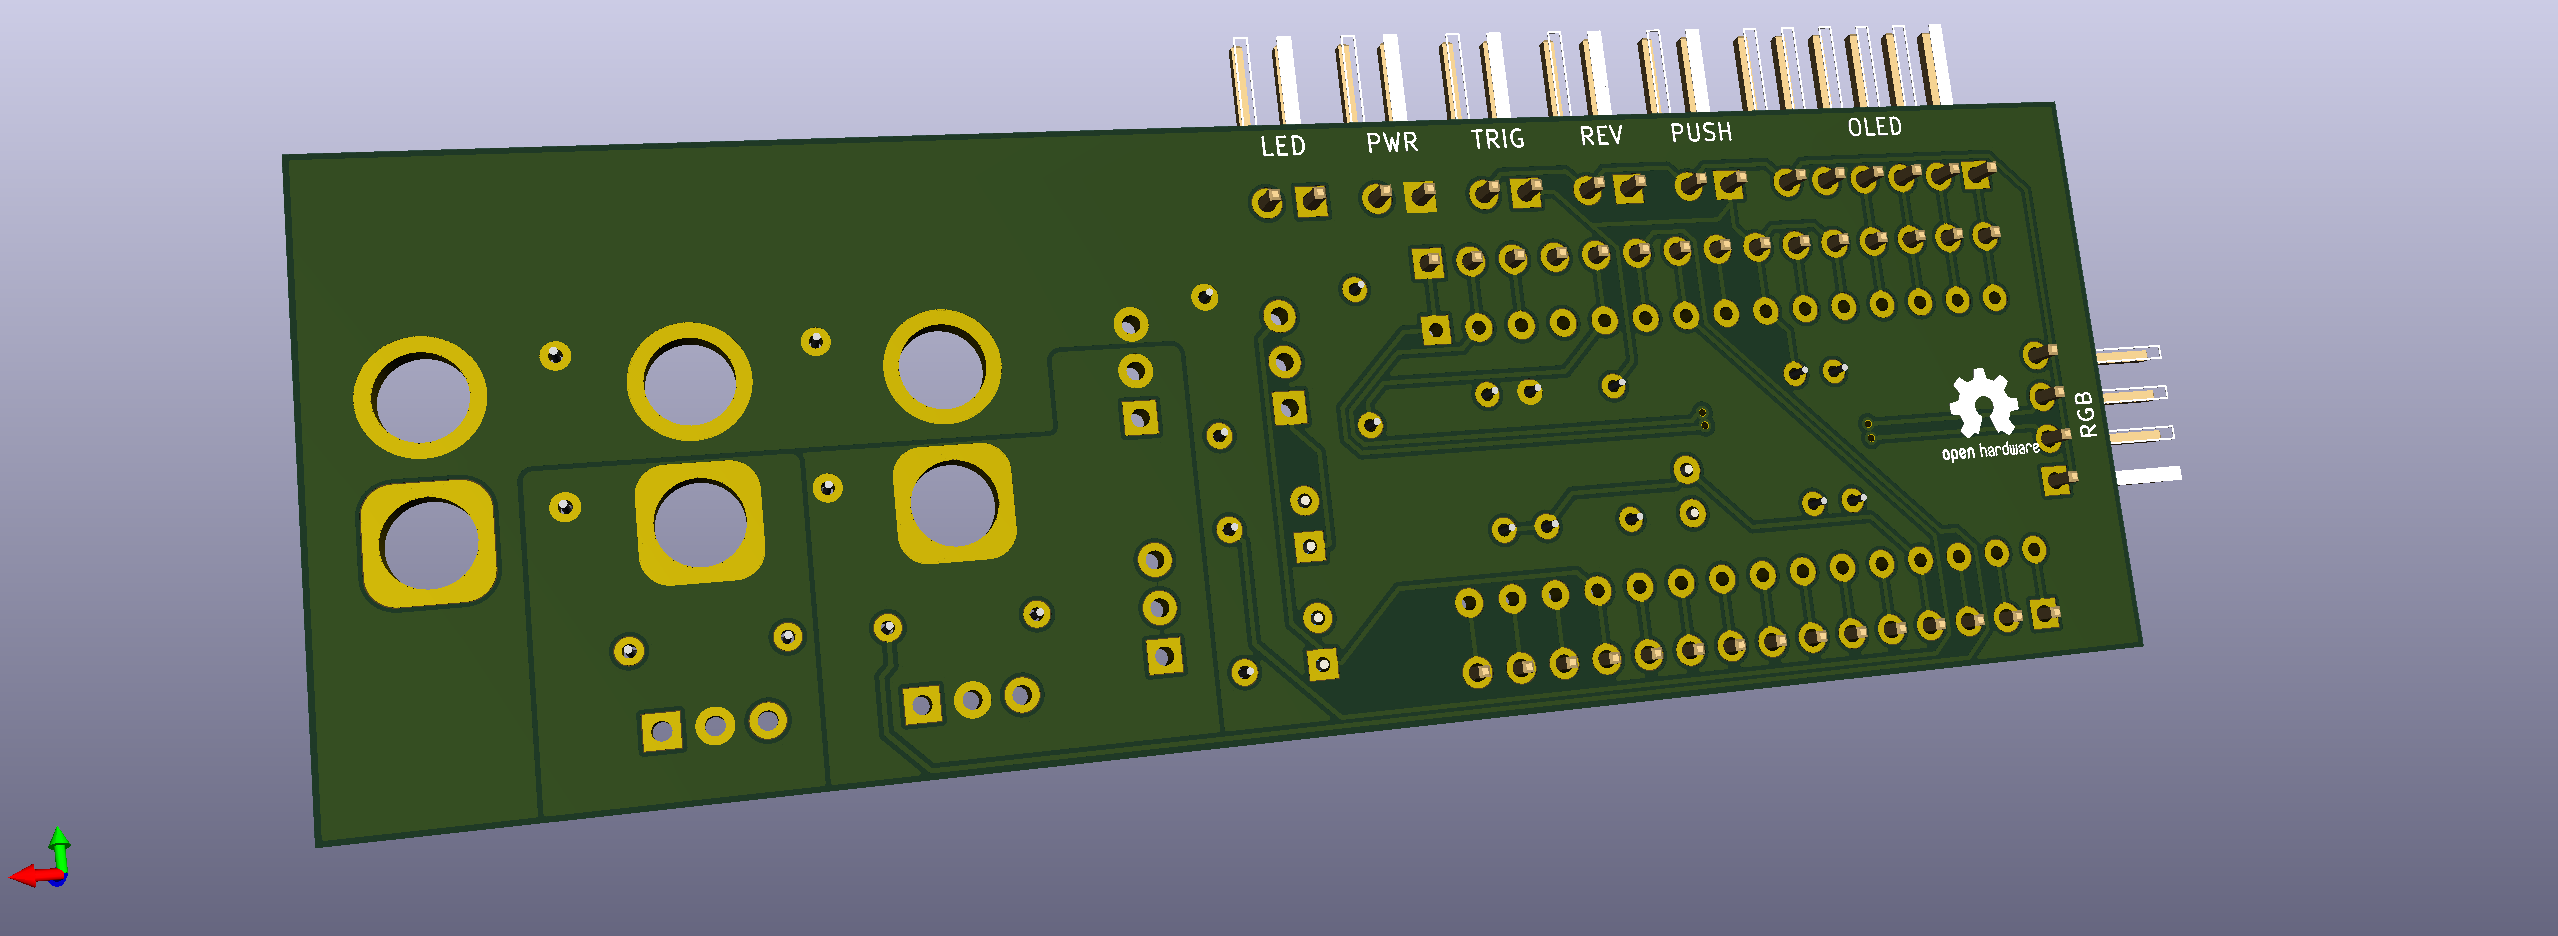 LED
PWR
TRIG
REV
PUSH
OLED
RGB
open hardware